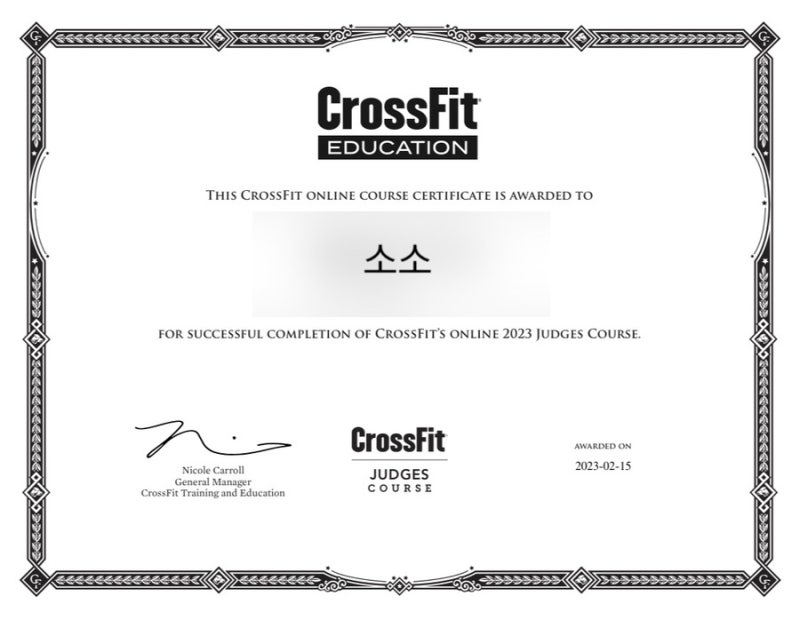 CrossFit
EDUCATION
THIS CROSSFIT ONLINE COURSE CERTIFICATE IS AWARDED TO
소소
FOR SUCCESSFUL COMPLETION OF CROSSFIT'S ONLINE 2023 JUDGES COURSE.
Nicole Carroll
General Manager
CrossFit Training and Education
CrossFit
JUDGES
COURSE
AWARDED ON
2023-02-15